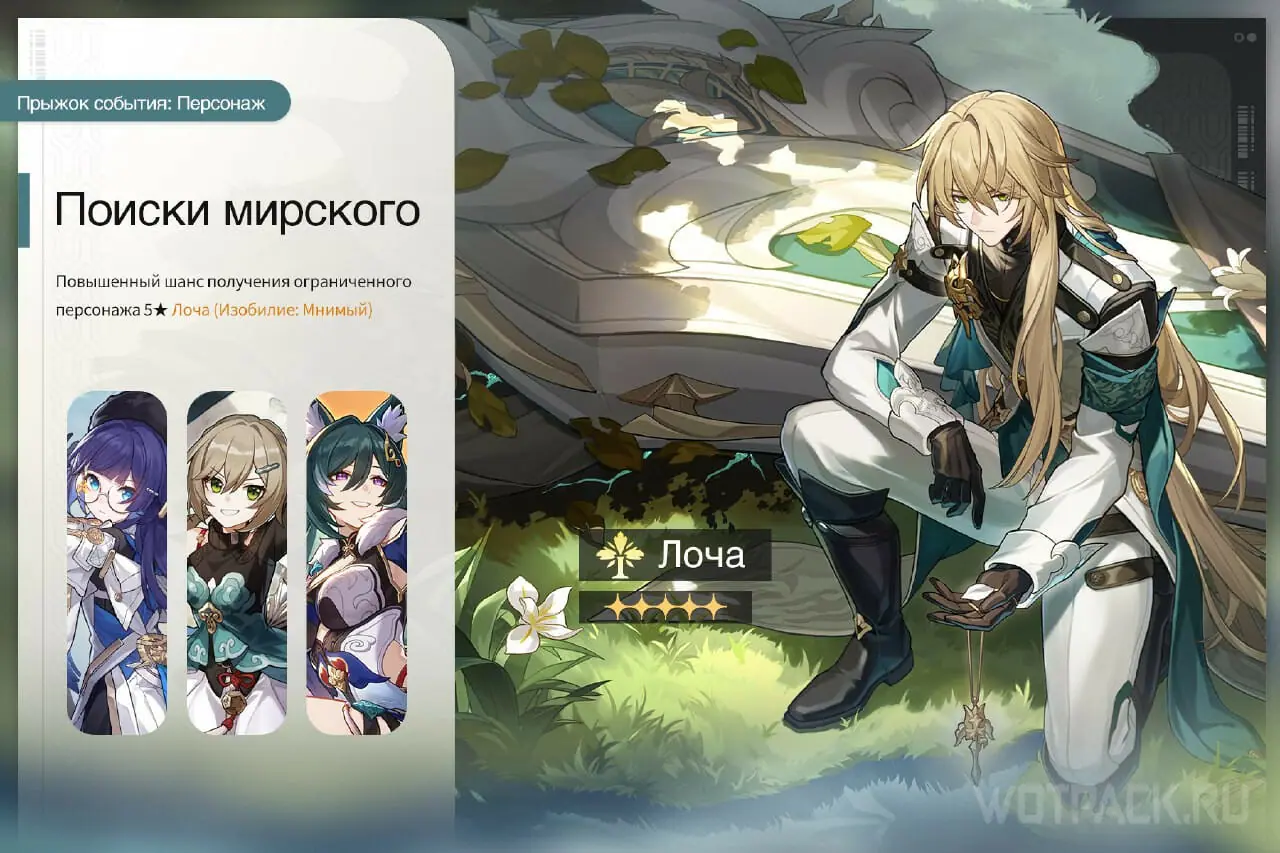 Прыжок события: Персонаж
Поиски мирского
Повышенный шанс получения ограниченного
персонажа 5★ Лоча (Изобилие: Мнимый)
Лоча
WOTPACK.RU